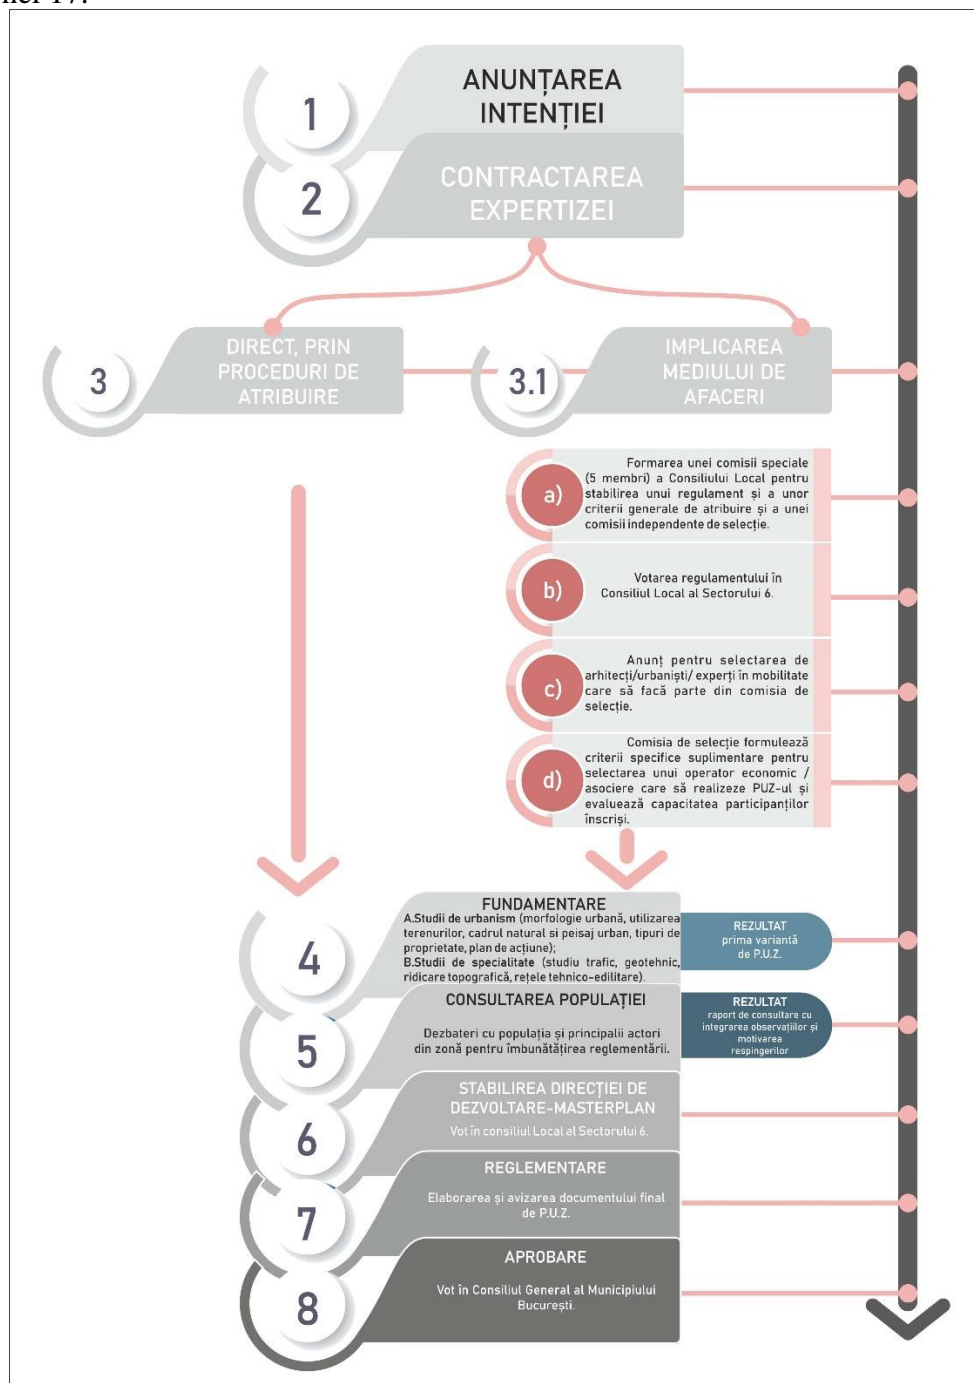 1
ANUNȚAREA
INTENȚIEI
2
CONTRACTAREA
EXPERTIZEI
3
DIRECT, PRIN
PROCEDURI DE
ATRIBUIRE
3.1
IMPLICAREA
MEDIULUI DE
AFACERI
a)
Formarea unei comisii speciale
(5 membri) a Consiliului Local pentru
stabilirea unui regulament și a unor
criterii generale de atribuire și a unei
comisii independente de selecție.
b)
Votarea regulamentului în
Consiliul Local al Sectorului 6.
c)
Anunț pentru selectarea de
arhitecți/urbaniști/ experți în mobilitate
care să facă parte din comisia de
selecție.
d)
Comisia de selecție formulează
criterii specifice suplimentare pentru
selectarea unui operator economic /
asociere care să realizeze PUZ-ul și
evaluează capacitatea participanților
înscriși.
4
FUNDAMENTARE
A.Studii de urbanism (morfologie urbană, utilizarea
terenurilor, cadrul natural si peisaj urban, tipuri de
proprietate, plan de acțiune);
B.Studii de specialitate (studiu trafic, geotehnic,
ridicare topografică, rețele tehnico-edilitare).
REZULTAT
prima variantă
de P.U.Z.
5
CONSULTAREA POPULAȚIEI
Dezbateri cu populația și principalii actori
din zonă pentru îmbunătățirea reglementării.
REZULTAT
raport de consultare cu
integrarea observațiilor și
motivarea
respingerilor
6
STABILIREA DIRECȚIEI DE
DEZVOLTARE-MASTERPLAN
Vot în consiliul Local al Sectorului 6.
7
REGLEMENTARE
Elaborarea și avizarea documentului final
de P.U.Z.
8
APROBARE
Vot în Consiliul General al Municipiului
București.